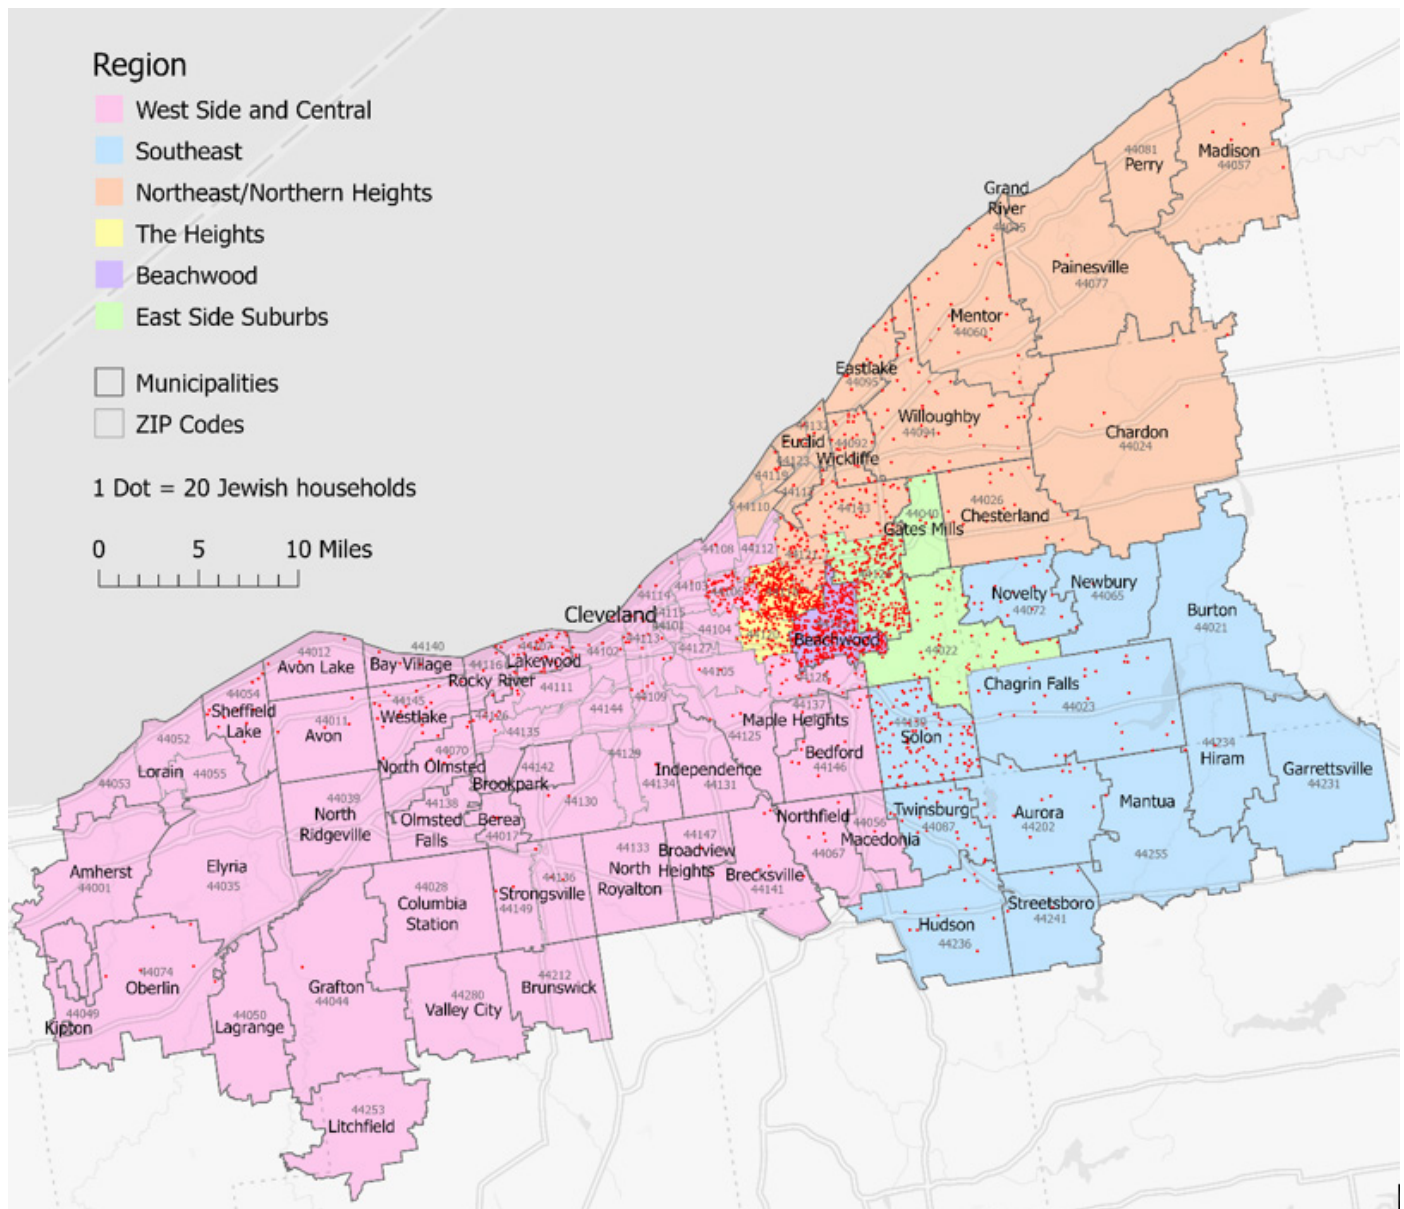 Region
West Side and Central
Southeast
Northeast/Northern Heights
The Heights
Beachwood
East Side Suburbs
Municipalities
ZIP Codes
1 Dot = 20 Jewish households
0 5 10 Miles
44081
Perry
Madison
44057
Grand
River
44045
Painesville
44077
Mentor
44060
Eastlake
44095
Willoughby
44094
Chardon
44024
44132
Euclid
44092
Wickliffe
44123
44119
44110
44143
44026
Chesterland
44040
Gates Mills
44108
44112
44121
44103
44106
44114
44115
Cleveland
44101
44113
44104
44127
44102
44105
Beachwood
44120
44128
44022
Novelty
44072
Newbury
44065
Burton
44021
Chagrin Falls
44023
44139
Solon
44012
Avon Lake
44140
Bay Village
44116
44107
Lakewood
Rocky River
44111
44054
Sheffield
Lake
44011
Avon
44145
Westlake
44126
44135
44144
44109
44052
Lorain
44055
44053
44070
North Olmsted
Brookpark
44142
44129
44130
44134
Independence
44131
Maple Heights
44137
44125
Bedford
44146
44039
North
Ridgeville
44138
Olmsted
Falls
Berea
44017
Northfield
44067
44056
Macedonia
Twinsburg
44087
Aurora
44202
Mantua
44255
44234
Hiram
Garrettsville
44231
Amherst
44001
Elyria
44035
44028
Columbia
Station
44136
Strongsville
44149
44133
North
Royalton
44147
Broadview
Heights
Brecksville
44141
Hudson
44236
Streetsboro
44241
44074
Oberlin
44049
Kipton
44050
Lagrange
Grafton
44044
44280
Valley City
44212
Brunswick
44253
Litchfield